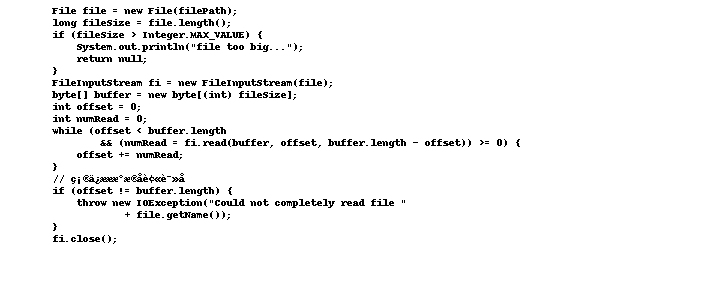 File file = new File(filePath);
long fileSize = file.length();
if (fileSize > Integer.MAX_VALUE) {
System.out.println("file too big...");
return null;
}
FileInputStream fi = new FileInputStream(file);
byte[] buffer = new byte[(int) fileSize];
int offset = 0;
int numRead = 0;
while (offset < buffer.length
&& (numRead = fi.read(buffer, offset, buffer.length - offset)) >= 0) {
offset += numRead;
}
//
if (offset != buffer.length) {
throw new IOException("Could not completely read file "
+ file.getName());
}
fi.close();